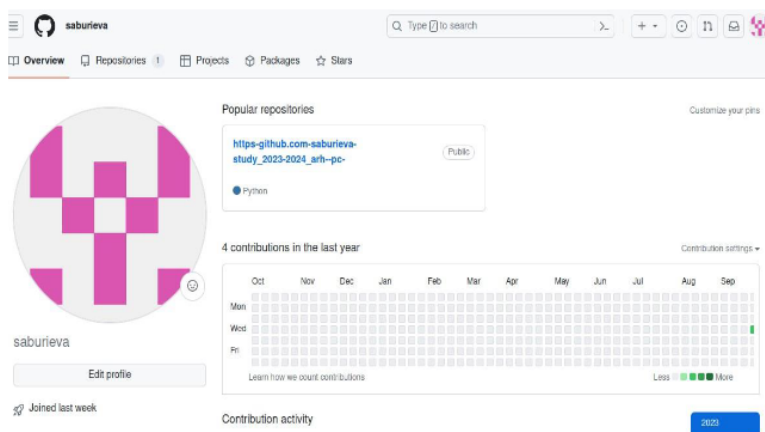 saburieva
Type / to search
Overview
Repositories 1
Projects
Packages
Stars
Popular repositories
Customize your pins
https-github.com-saburieva-
study_2023-2024_arh--pc-
Public
Python
4 contributions in the last year
Contribution settings
Oct Nov Dec Jan Feb Mar Apr May Jun Jul Aug Sep
Mon
Wed
Fri
Learn how we count contributions
Less More
saburieva
Edit profile
Joined last week
Contribution activity
2023